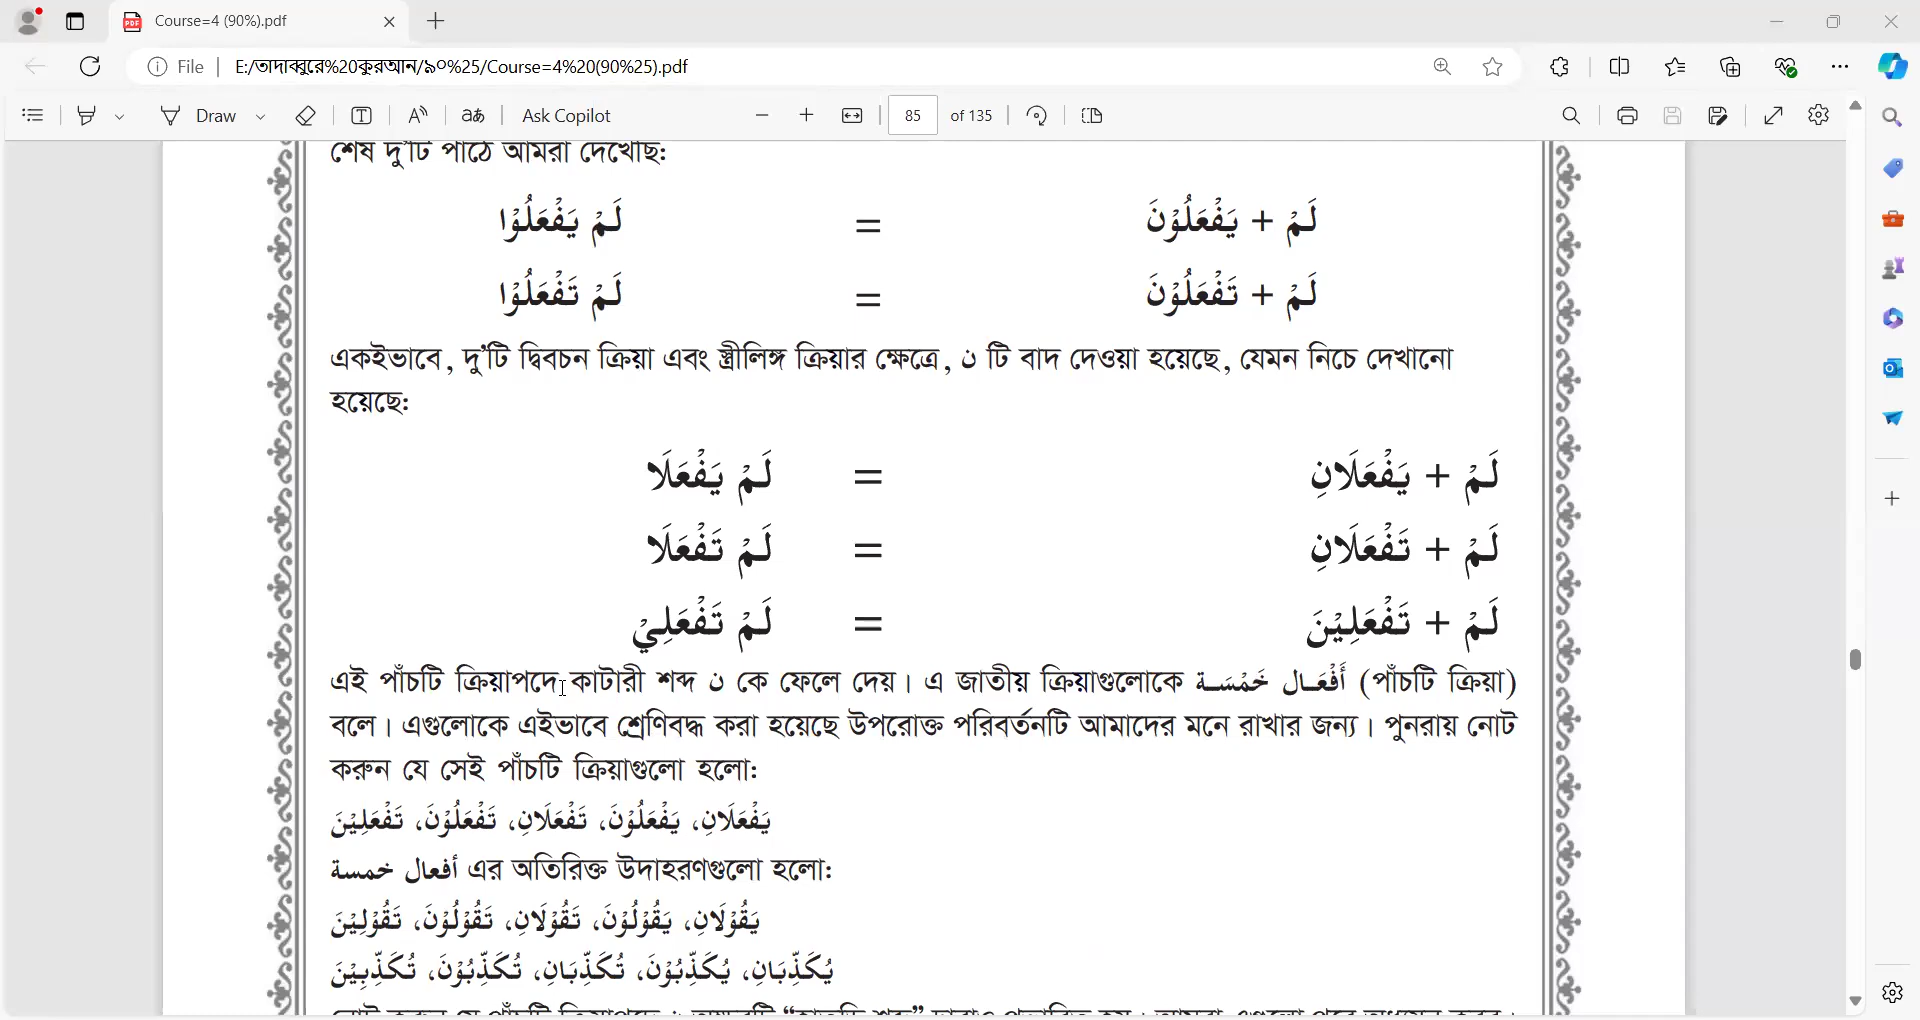 Course=4 (90%).pdf
File
E:/তাদাব্বুরে%20কুরআন/৯০%25/Course=4%20(90%25).pdf
Draw
Ask Copilot
85 of 135
শেষ দু'টি পাঠে আমরা দেখেছি:
لَمْ + يَفْعَلُوْنَ = لَمْ يَفْعَلُوْا
لَمْ + تَفْعَلُوْنَ = لَمْ تَفْعَلُوْا
একইভাবে, দু’টি দ্বিবচন ক্রিয়া এবং স্ত্রীলিঙ্গ ক্রিয়ার ক্ষেত্রে, ن টি বাদ দেওয়া হয়েছে, যেমন নিচে দেখানো
হয়েছে:
لَمْ + يَفْعَلَانِ = لَمْ يَفْعَلَا
لَمْ + تَفْعَلَانِ = لَمْ تَفْعَلَا
لَمْ + تَفْعَلِيْنَ = لَمْ تَفْعَلِيْ
এই পাঁচটি ক্রিয়াপদে কাটারী শব্দ ن কে ফেলে দেয়। এ জাতীয় ক্রিয়াগুলোকে أَفْعَـال خَمْسَـة (পাঁচটি ক্রিয়া)
বলে। এগুলোকে এইভাবে শ্রেণিবদ্ধ করা হয়েছে উপরোক্ত পরিবর্তনটি আমাদের মনে রাখার জন্য। পুনরায় নোট
করুন যে সেই পাঁচটি ক্রিয়াগুলো হলো:
يَفْعَلَانِ، يَفْعَلُوْنَ، تَفْعَلَانِ، تَفْعَلُوْنَ، تَفْعَلِيْنَ
أفعال خمسة এর অতিরিক্ত উদাহরণগুলো হলো:
يَقُوْلَانِ، يَقُوْلُوْنَ، تَقُوْلَانِ، تَقُوْلُوْنَ، تَقُوْلِيْنَ
يُكَذِّبَانِ، يُكَذِّبُوْنَ، تُكَذِّبَانِ، تُكَذِّبُوْنَ، تُكَذِّبِيْنَ